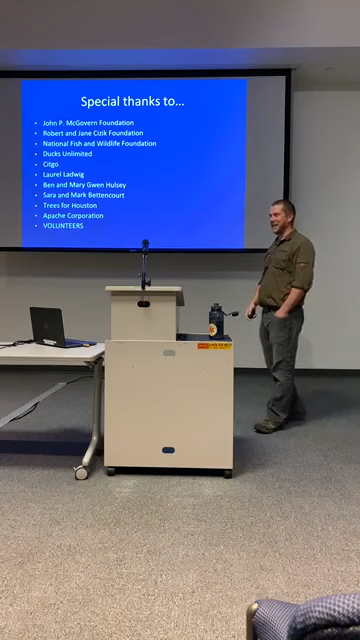 Special thanks to...
• John P. McGovern Foundation
• Robert and Jane Cizik Foundation
• National Fish and Wildlife Foundation
• Ducks Unlimited
• Citgo
• Laurel Ladwig
• Ben and Mary Gwen Hulsey
• Sara and Mark Bettencourt
• Trees for Houston
• Apache Corporation
• VOLUNTEERS